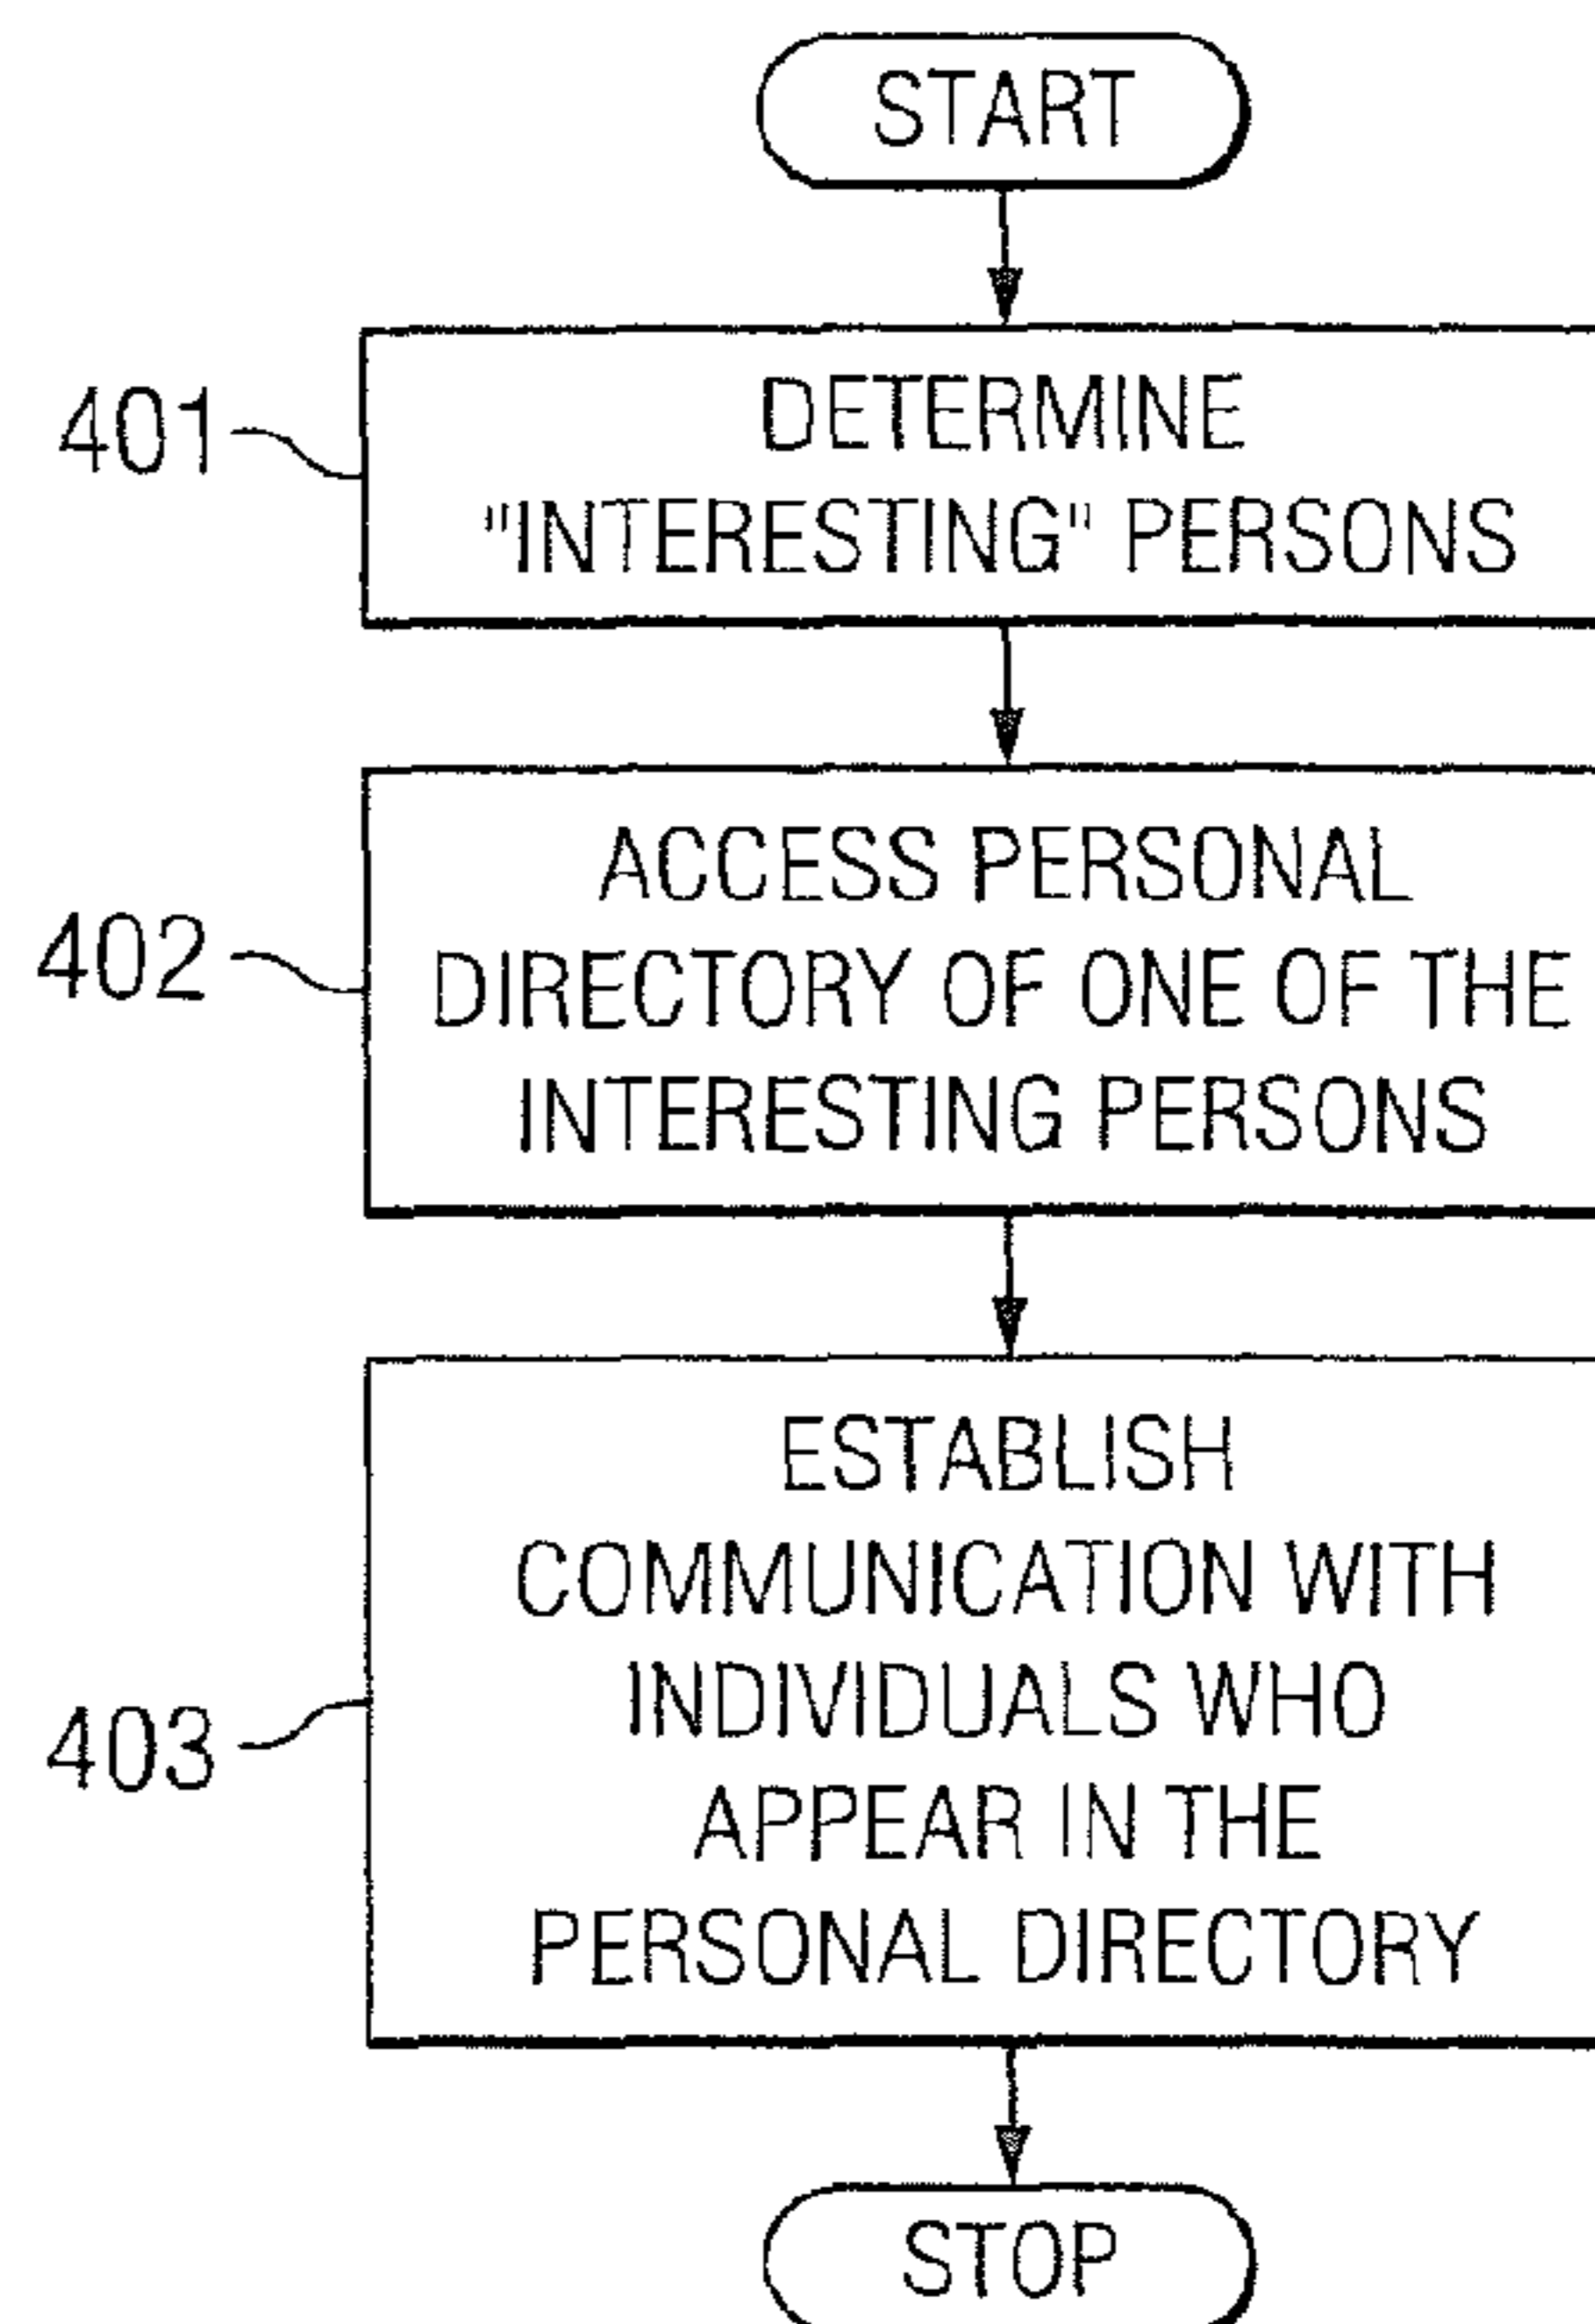 START
401
DETERMINE
"INTERESTING" PERSONS
402
ACCESS PERSONAL
DIRECTORY OF ONE OF THE
INTERESTING PERSONS
403
ESTABLISH
COMMUNICATION WITH
INDIVIDUALS WHO
APPEAR IN THE
PERSONAL DIRECTORY
STOP